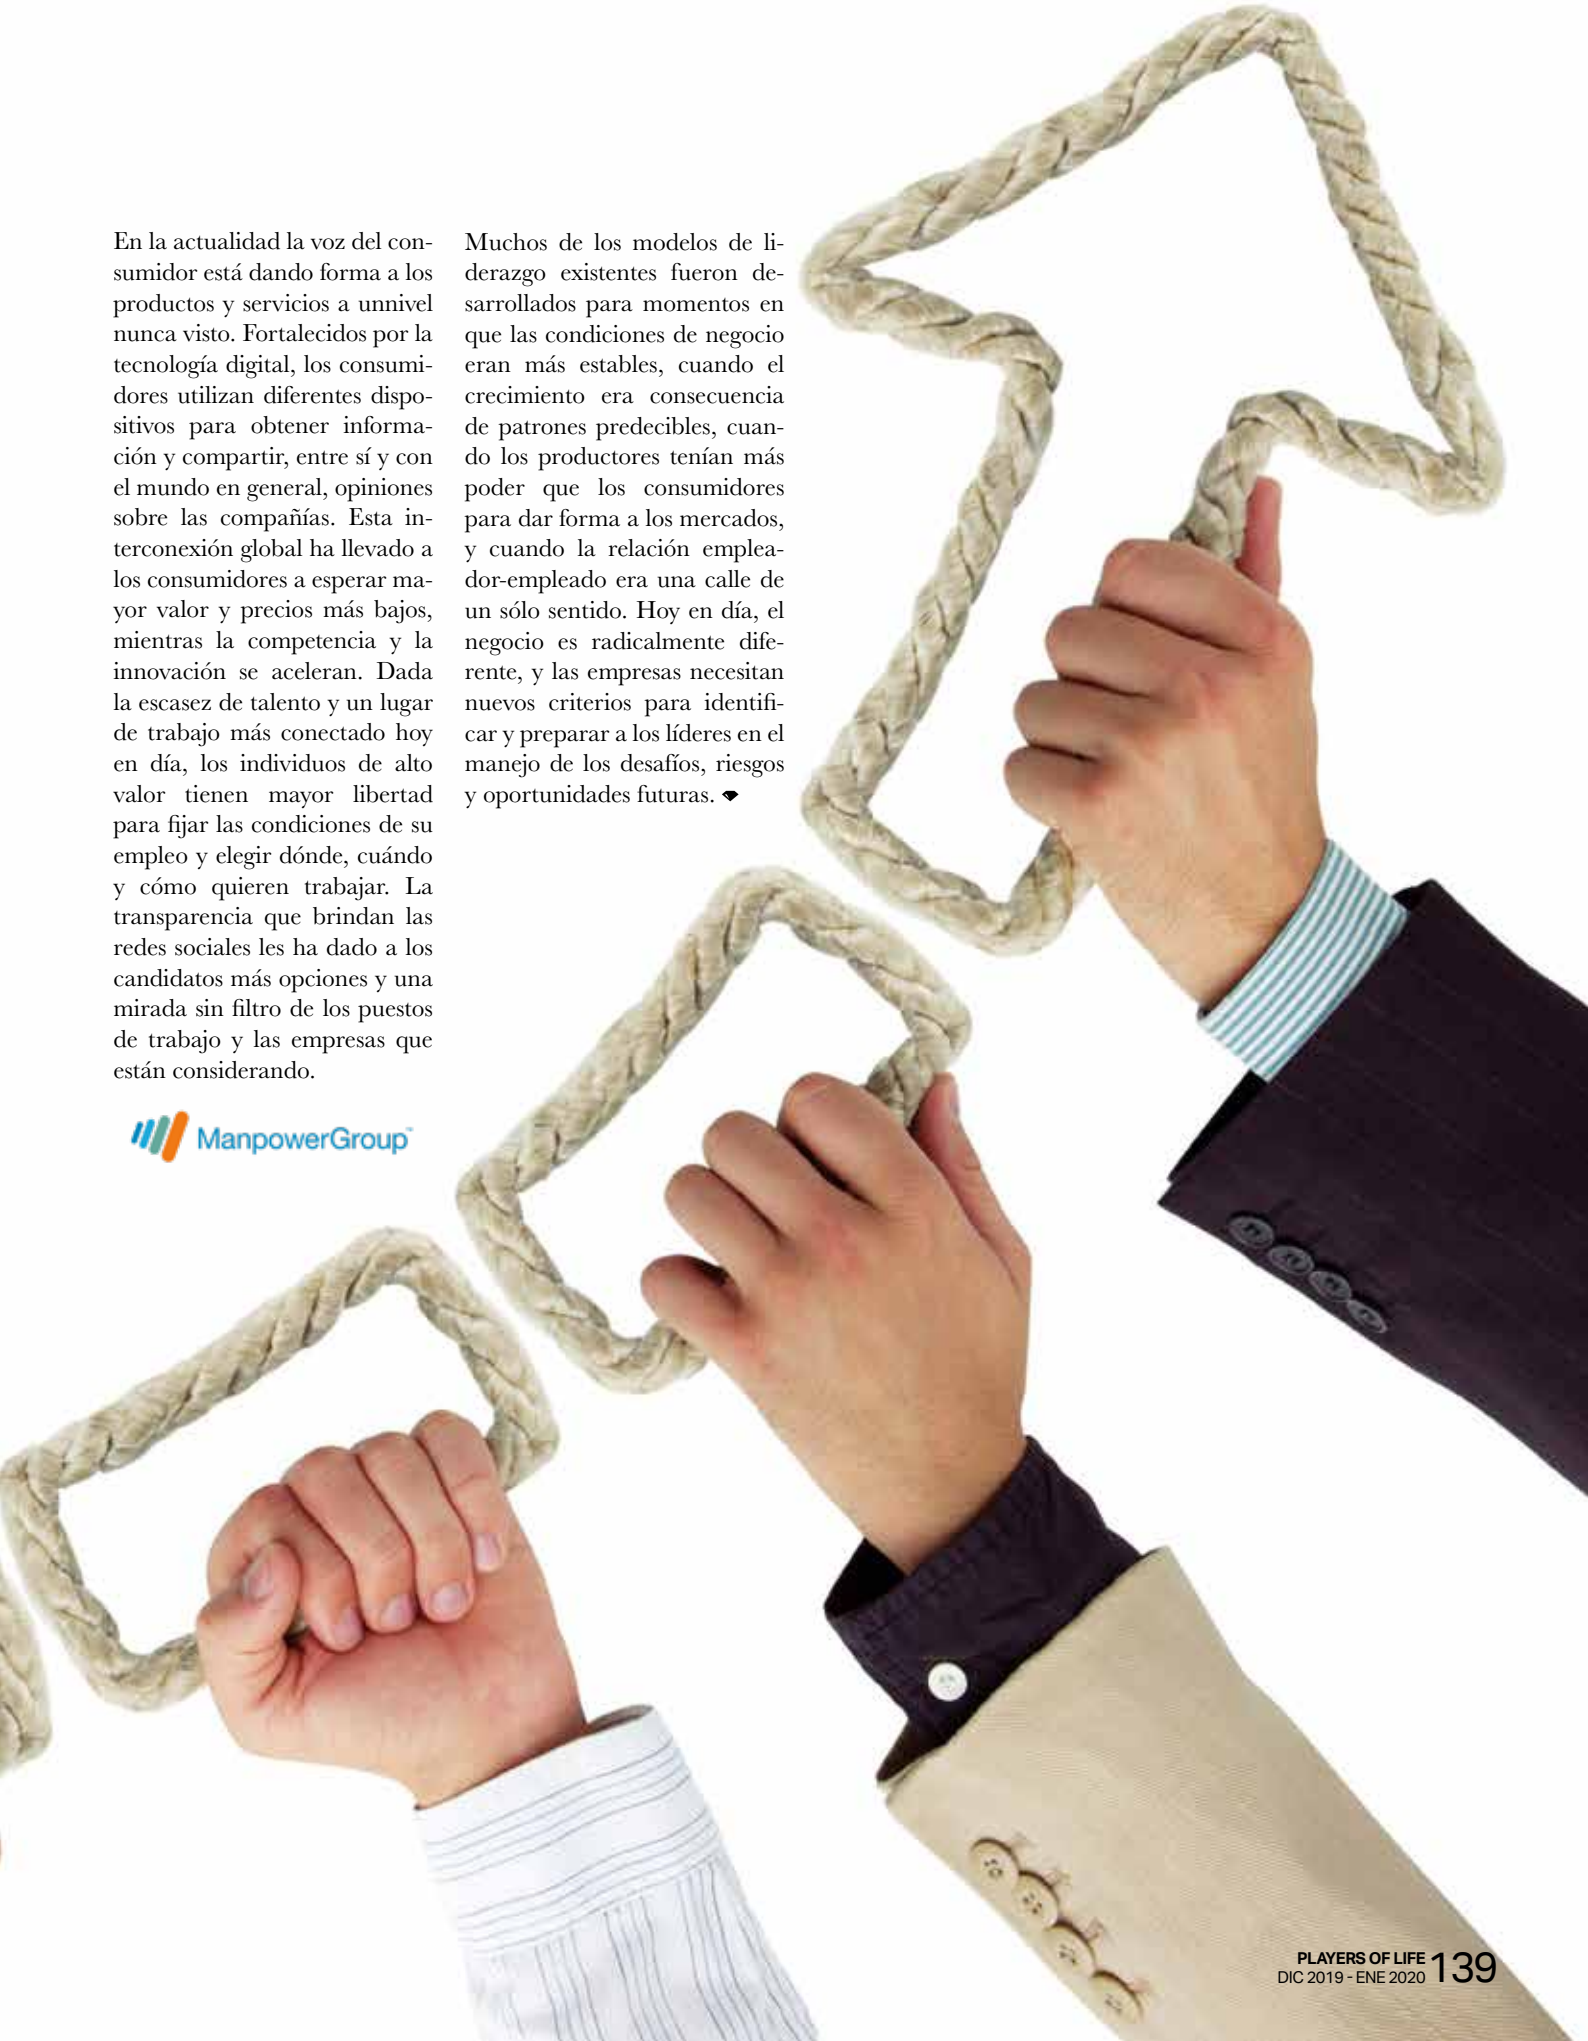 En la actualidad la voz del con-
sumidor está dando forma a los
productos y servicios a unnivel
nunca visto. Fortalecidos por la
tecnología digital, los consumi-
dores utilizan diferentes dispo-
sitivos para obtener informa-
ción y compartir, entre sí y con
el mundo en general, opiniones
sobre las compañías. Esta in-
terconexión global ha llevado a
los consumidores a esperar ma-
yor valor y precios más bajos,
mientras la competencia y la
innovación se aceleran. Dada
la escasez de talento y un lugar
de trabajo más conectado hoy
en día, los individuos de alto
valor tienen mayor libertad
para fijar las condiciones de su
empleo y elegir dónde, cuándo
y cómo quieren trabajar. La
transparencia que brindan las
redes sociales les ha dado a los
candidatos más opciones y una
mirada sin filtro de los puestos
de trabajo y las empresas que
están considerando.
ManpowerGroup™
Muchos de los modelos de li-
derazgo existentes fueron de-
sarrollados para momentos en
que las condiciones de negocio
eran más estables, cuando el
crecimiento era consecuencia
de patrones predecibles, cuan-
do los productores tenían más
poder que los consumidores
para dar forma a los mercados,
y cuando la relación emplea-
dor-empleado era una calle de
un sólo sentido. Hoy en día, el
negocio es radicalmente dife-
rente, y las empresas necesitan
nuevos criterios para identifi-
car y preparar a los líderes en el
manejo de los desafíos, riesgos
y oportunidades futuras.
PLAYERS OF LIFE
DIC 2019 - ENE 2020
139